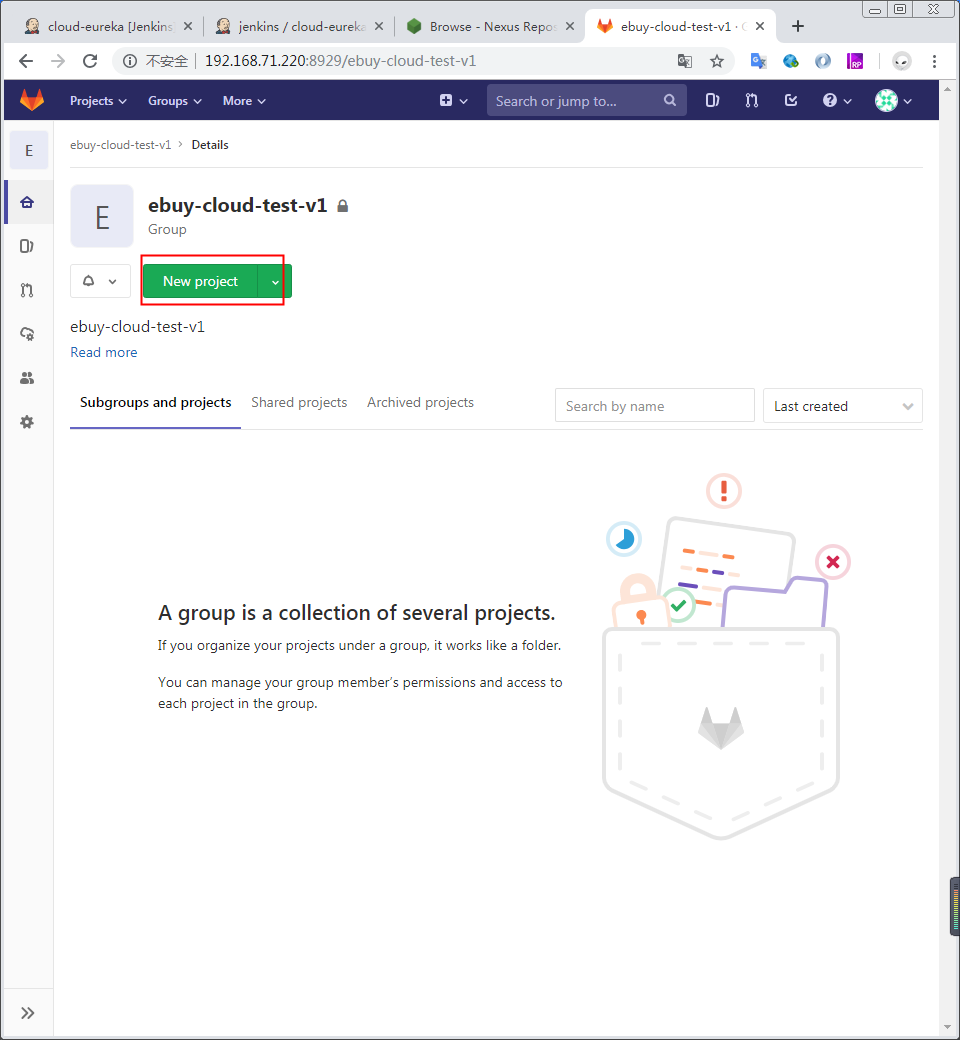 cloud-eureka [Jenkins]
jenkins / cloud-eureka
Browse - Nexus Repos
ebuy-cloud-test-v1 ·
不安全 192.168.71.220:8929/ebuy-cloud-test-v1
RP
Projects Groups More Search or jump to...
E
ebuy-cloud-test-v1 > Details
E
ebuy-cloud-test-v1
Group
New project
ebuy-cloud-test-v1
Read more
Subgroups and projects Shared projects Archived projects Search by name Last created
A group is a collection of several projects.
If you organize your projects under a group, it works like a folder.
You can manage your group member’s permissions and access to
each project in the group.